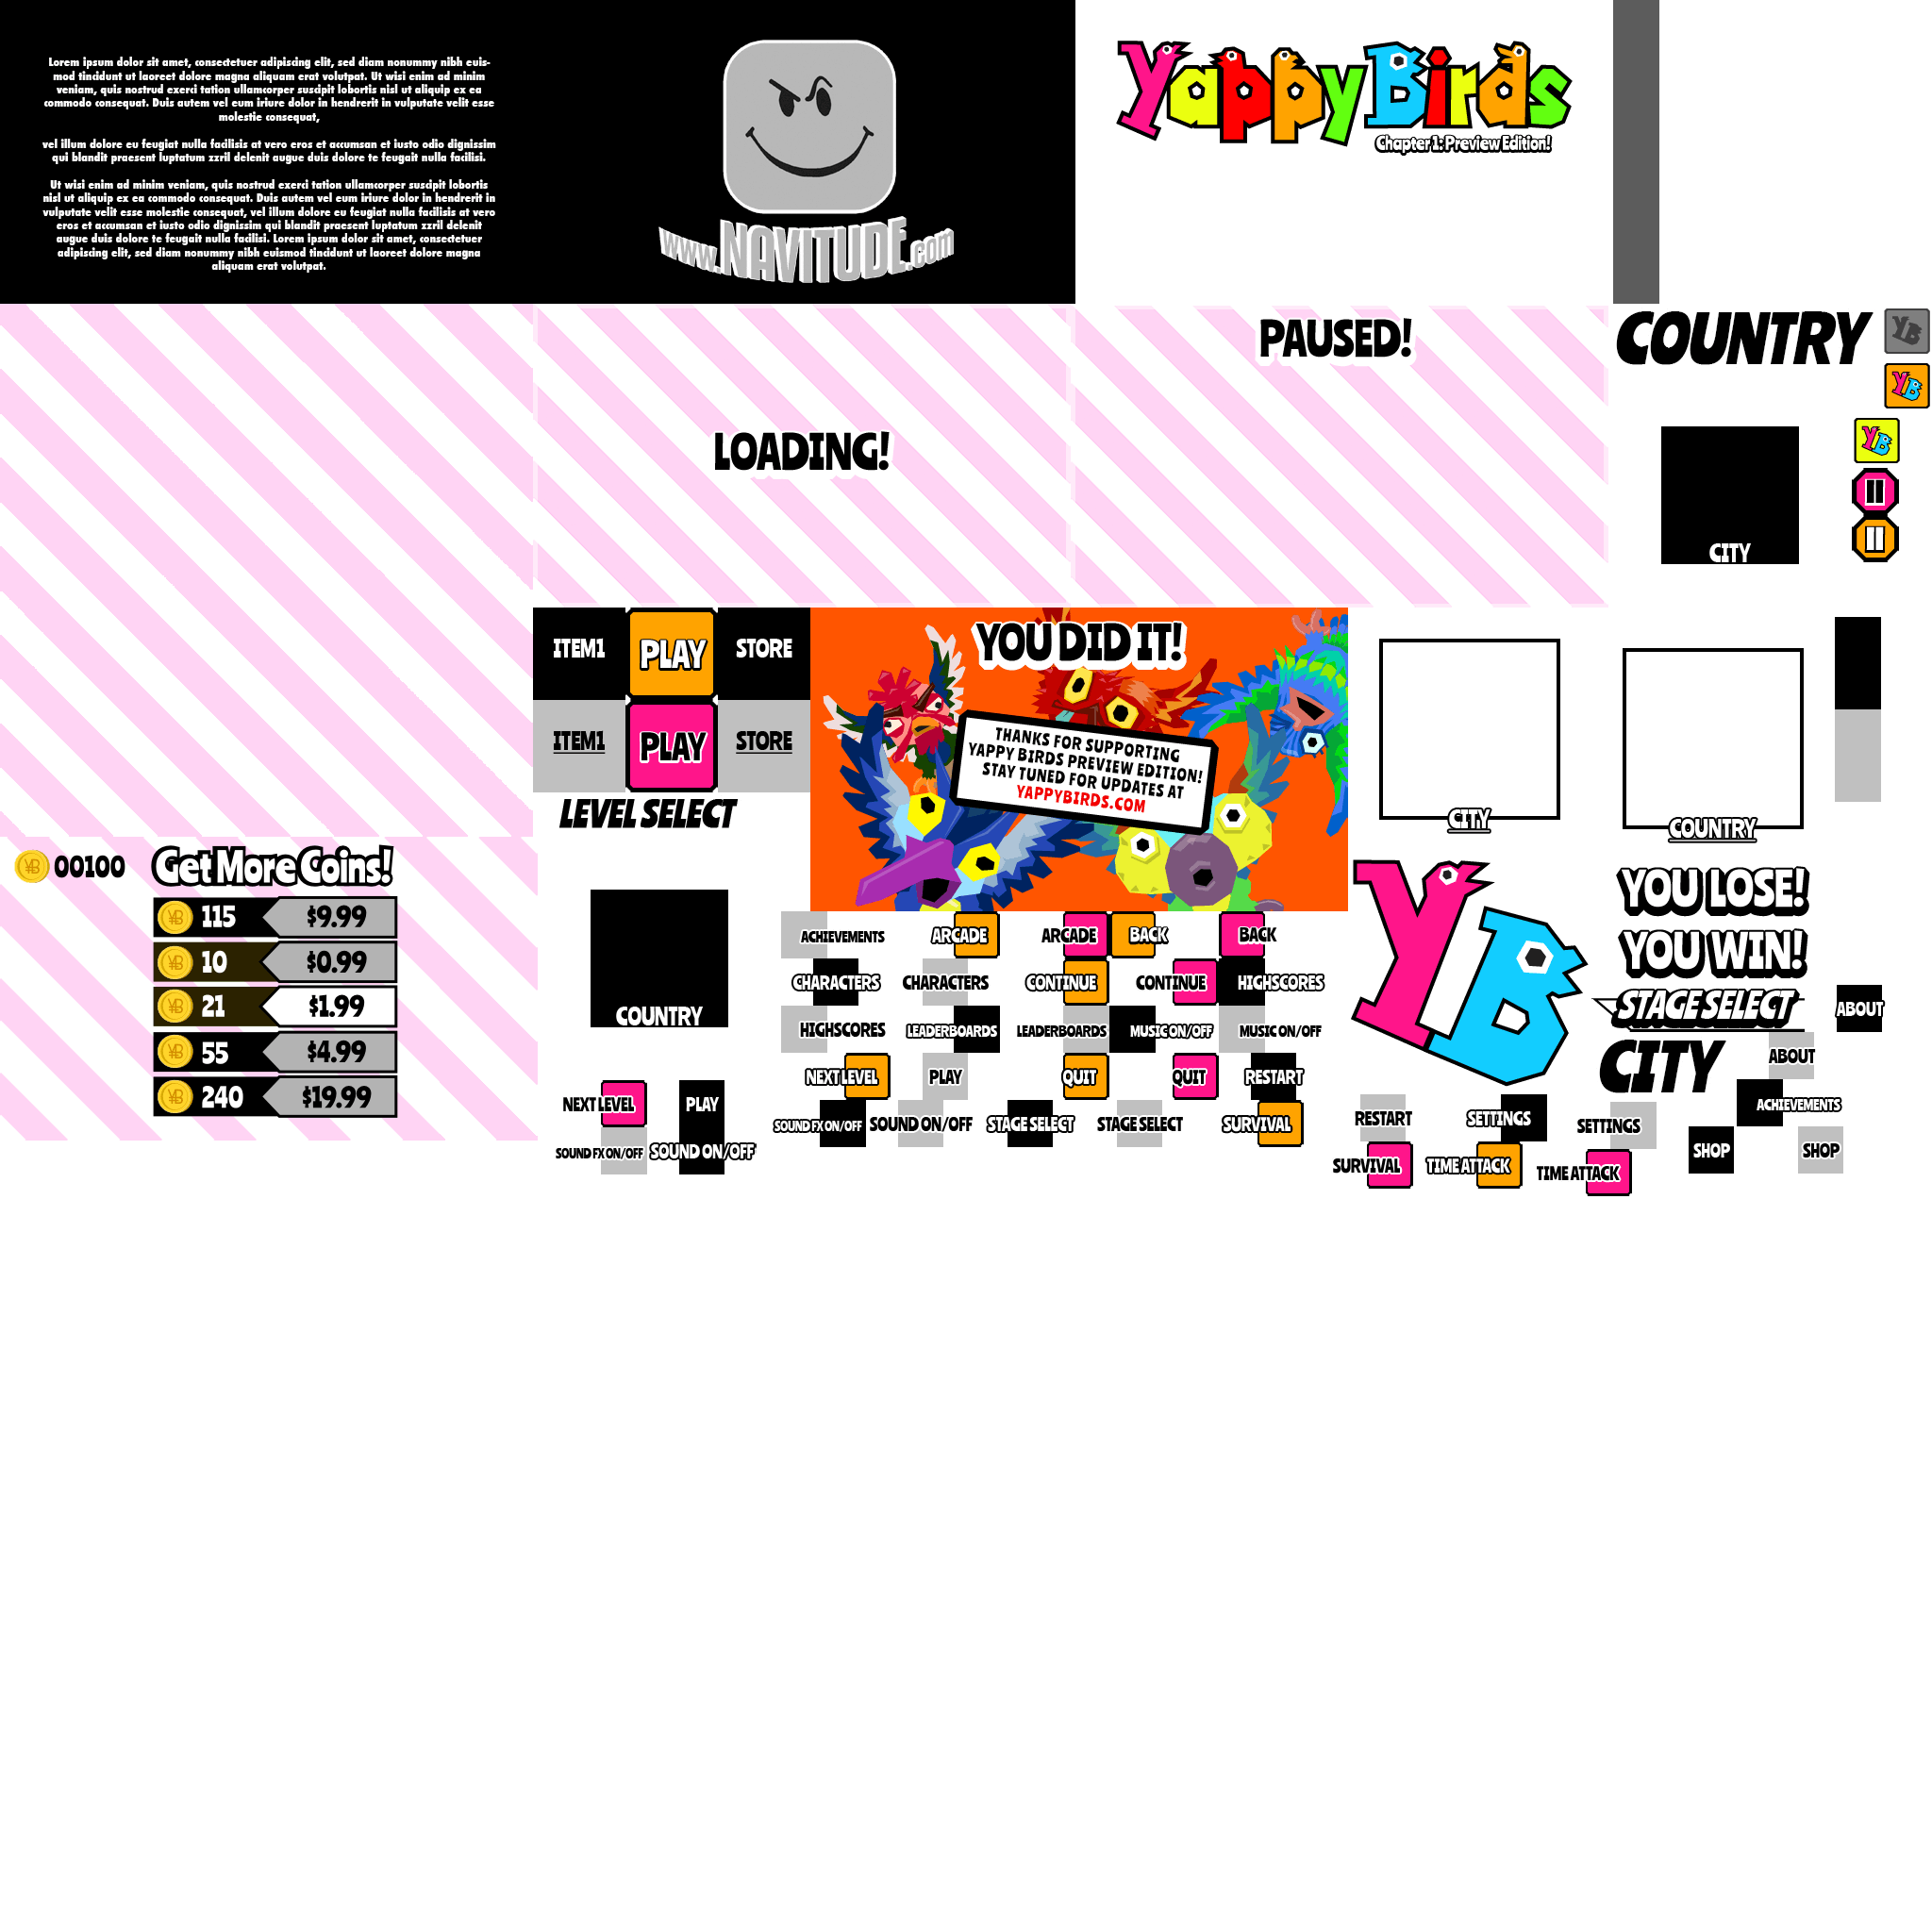 Lorem ipsum dolor sit amet, consectetuer adipiscing elit, sed diam nonummy nibh euis-
mod tincidunt ut laoreet dolore magna aliquam erat volutpat. Ut wisi enim ad minim
veniam, quis nostrud exerci tation ullamcorper suscipit lobortis nisl ut aliquip ex ea
commodo consequat. Duis autem vel eum iriure dolor in hendrerit in vulputate velit esse
molestie consequat,
vel illum dolore eu feugiat nulla facilisis at vero eros et accumsan et iusto odio dignissim
qui blandit praesent luptatum zzril delenit augue duis dolore te feugait nulla facilisi.
Ut wisi enim ad minim veniam, quis nostrud exerci tation ullamcorper suscipit lobortis
nisl ut aliquip ex ea commodo consequat. Duis autem vel eum iriure dolor in hendrerit in
vulputate velit esse molestie consequat, vel illum dolore eu feugiat nulla facilisis at vero
eros et accumsan et iusto odio dignissim qui blandit praesent luptatum zzril delenit
augue duis dolore te feugait nulla facilisi. Lorem ipsum dolor sit amet, consectetuer
adipiscing elit, sed diam nonummy nibh euismod tincidunt ut laoreet dolore magna
aliquam erat volutpat.
www.NAVITUDE.com
YappyBirds
Chapter 1: Preview Edition!
LOADING!
PAUSED!
COUNTRY
YB
YB
YB
CITY
ITEM1
PLAY
STORE
ITEM1
PLAY
STORE
LEVEL SELECT
YOU DID IT!
THANKS FOR SUPPORTING
YAPPY BIRDS PREVIEW EDITION!
STAY TUNED FOR UPDATES AT
YAPPYBIRDS.COM
CITY
COUNTRY
00100
Get More Coins!
115 $9.99
10 $0.99
21 $1.99
55 $4.99
240 $19.99
COUNTRY
NEXT LEVEL
PLAY
SOUND FX ON/OFF
SOUND ON/OFF
ACHIEVEMENTS
ARCADE
ARCADE
BACK
BACK
CHARACTERS
CHARACTERS
CONTINUE
CONTINUE
HIGHSCORES
HIGHSCORES
LEADERBOARDS
LEADERBOARDS
MUSIC ON/OFF
MUSIC ON/OFF
NEXT LEVEL
PLAY
QUIT
QUIT
RESTART
SOUND FX ON/OFF
SOUND ON/OFF
STAGE SELECT
STAGE SELECT
SURVIVAL
YB
YOU LOSE!
YOU WIN!
STAGE SELECT
ABOUT
CITY
ABOUT
ACHIEVEMENTS
RESTART
SETTINGS
SETTINGS
SHOP
SHOP
SURVIVAL
TIME ATTACK
TIME ATTACK